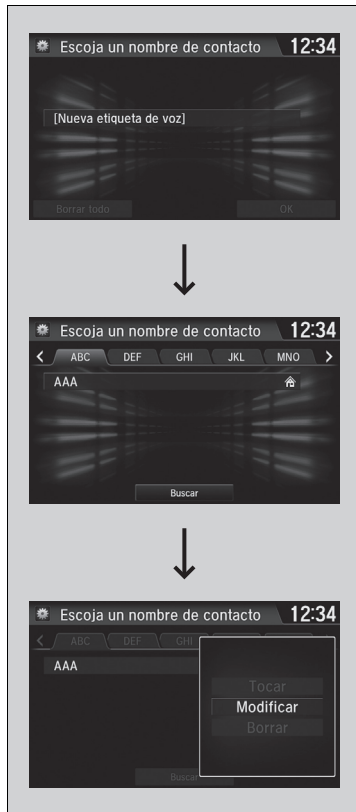 Escoja un nombre de contacto 12:34
[Nueva etiqueta de voz]
Borrar todo OK
Escoja un nombre de contacto 12:34
ABC DEF GHI JKL MNO
AAA
Buscar
Escoja un nombre de contacto 12:34
ABC DEF GHI
AAA
Tocar
Modificar
Borrar
Buscar